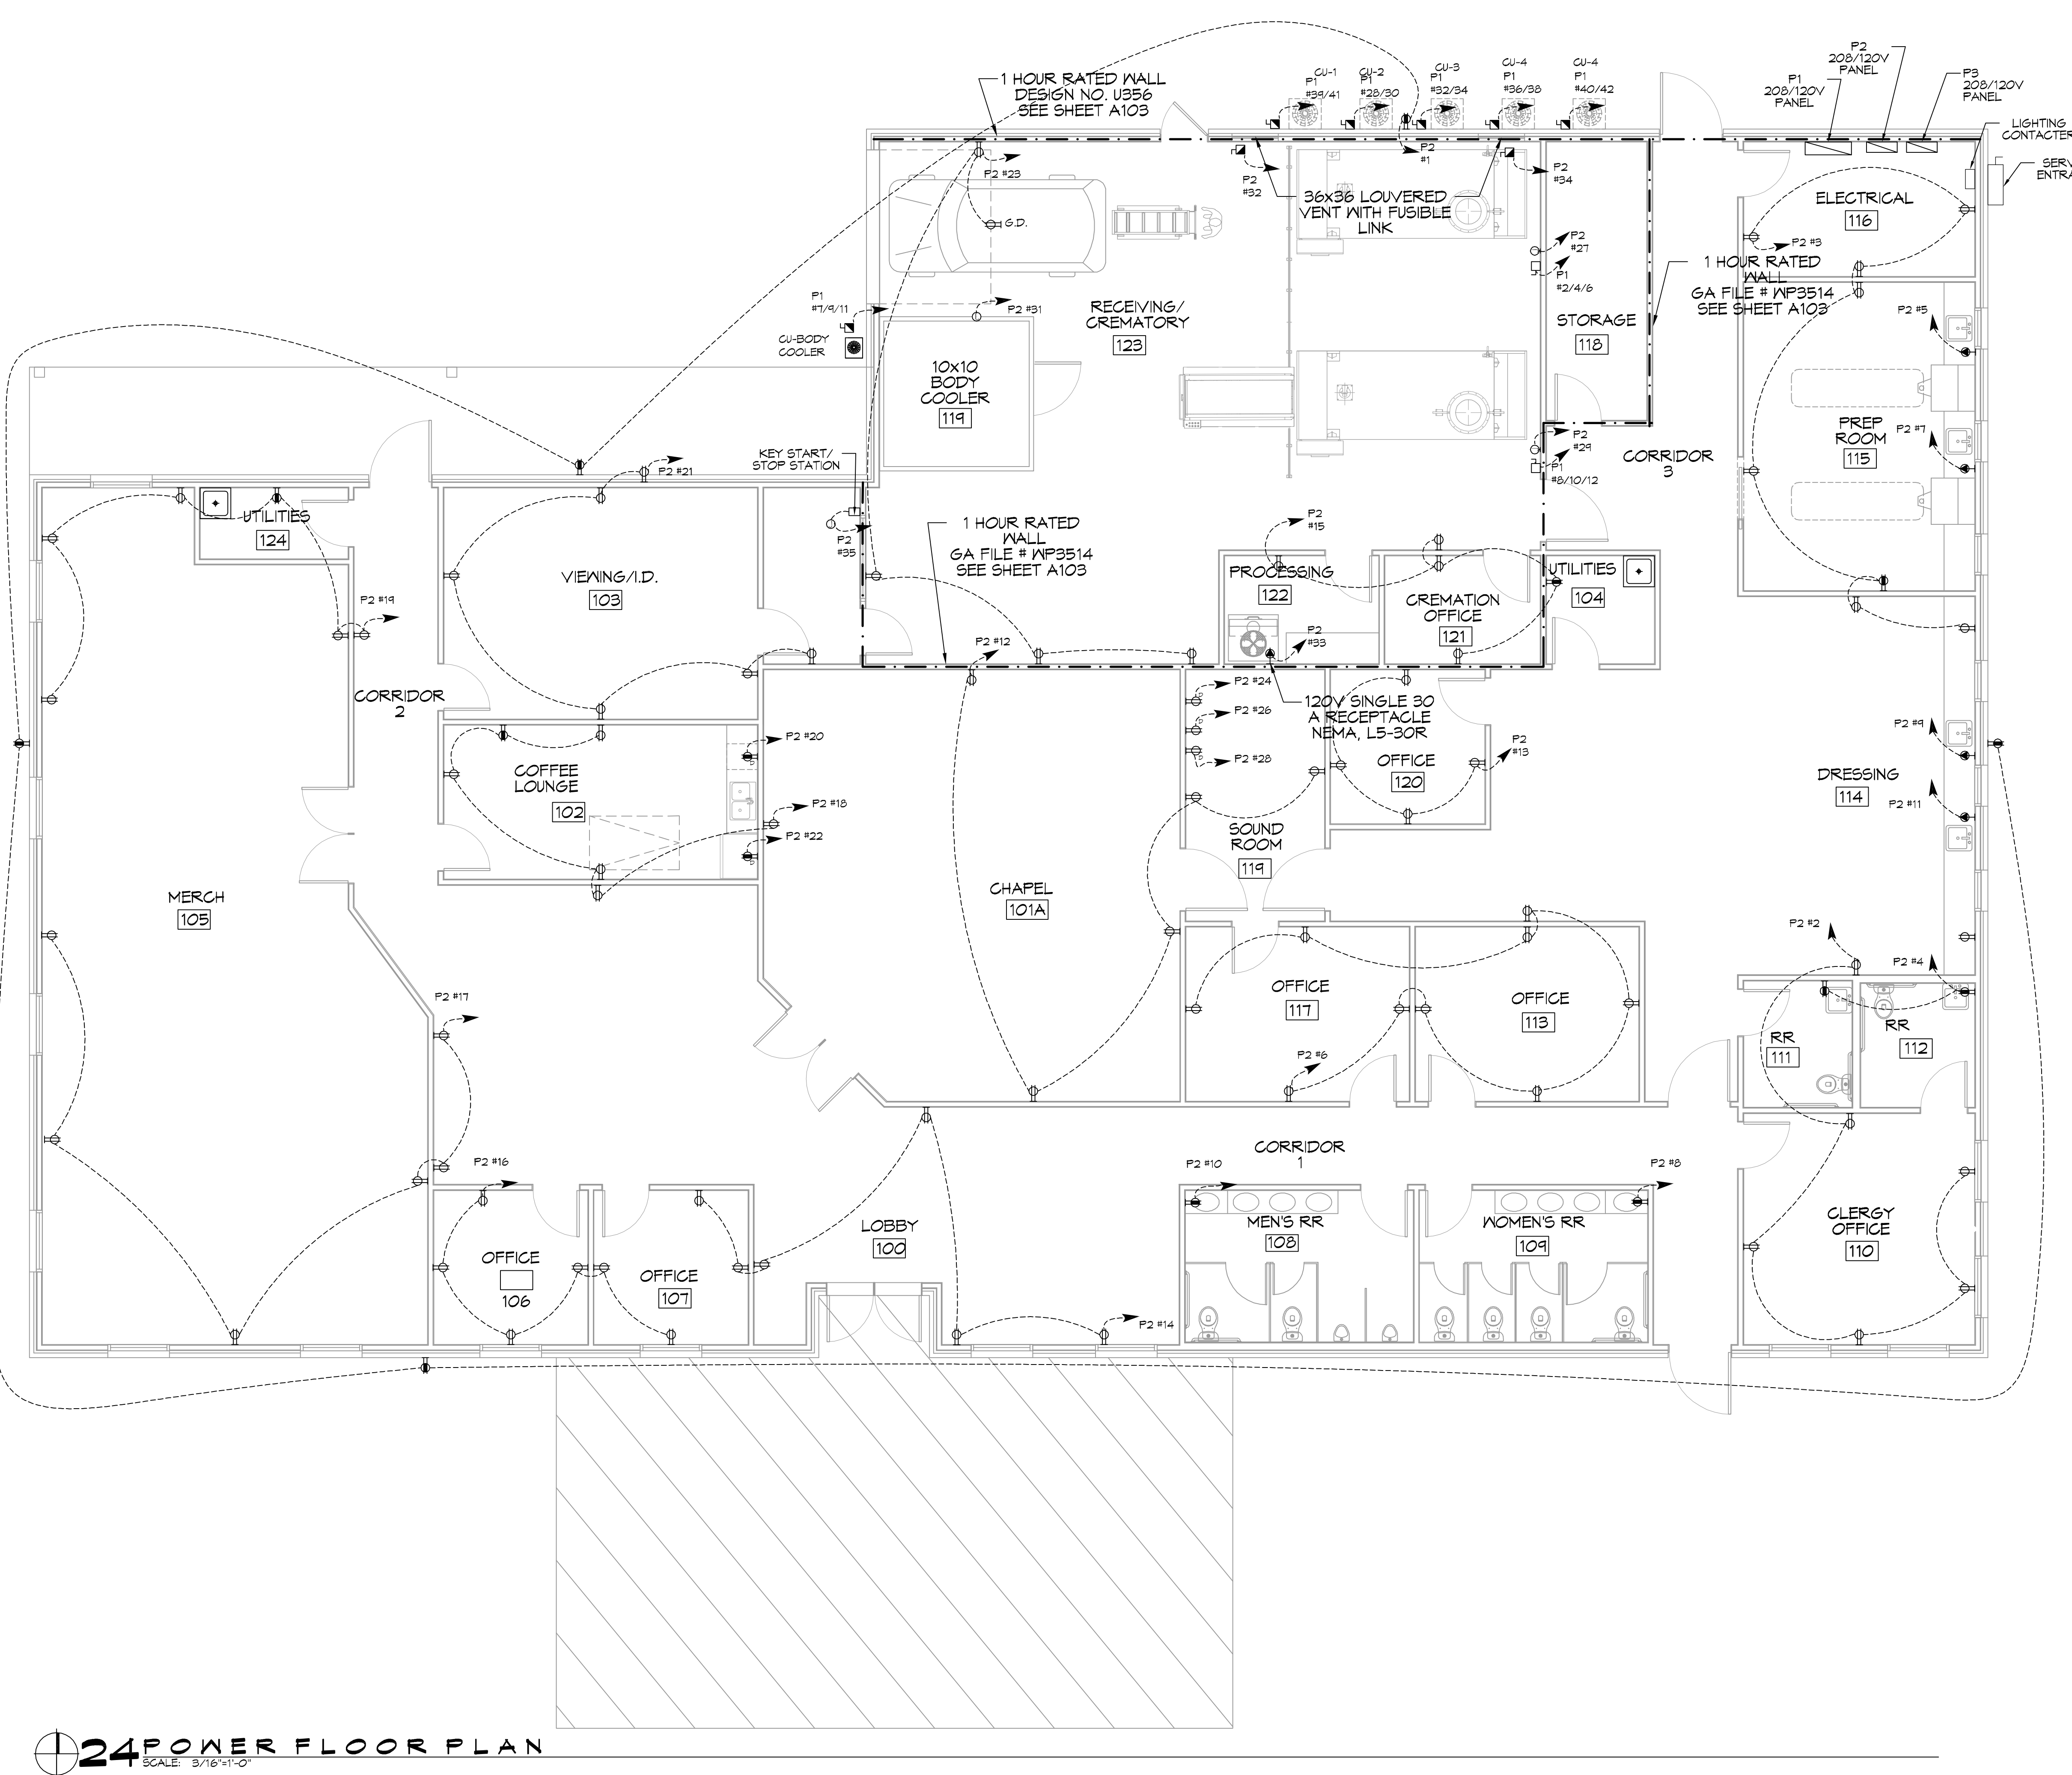 1 HOUR RATED WALL
DESIGN NO. U356
SEE SHEET A103
CU-1
P1
#39/41
CU-2
P1
#28/30
CU-3
P1
#32/34
CU-4
P1
#36/38
CU-4
P1
#40/42
P2
208/120V
PANEL
P1
208/120V
PANEL
P3
208/120V
PANEL
LIGHTING
CONTACTER
P2 #23
G.D.
P2
#1
P2
#32
P2
#34
36x36 LOUVERED
VENT WITH FUSIBLE
LINK
ELECTRICAL
116
P2 #3
P2
#27
P1
#2/4/6
1 HOUR RATED
WALL
GA FILE # WP3514
SEE SHEET A103
P1
#7/9/11
P2 #31
RECEIVING/
CREMATORY
123
STORAGE
118
P2 #5
CU-BODY
COOLER
10x10
BODY
COOLER
119
PREP
ROOM
115
P2 #7
KEY START/
STOP STATION
P2 #21
P2
#29
P1
#8/10/12
CORRIDOR
3
UTILITIES
124
P2
#35
1 HOUR RATED
WALL
GA FILE # WP3514
SEE SHEET A103
P2
#15
VIEWING/I.D.
103
PROCESSING
122
UTILITIES
104
P2 #19
CREMATION
OFFICE
121
P2 #12
P2
#33
CORRIDOR
2
P2 #24
120V SINGLE 30
A RECEPTACLE
NEMA, L5-30R
P2 #26
P2 #9
P2 #20
P2 #28
OFFICE
120
P2
#13
COFFEE
LOUNGE
102
DRESSING
114
P2 #18
P2 #11
P2 #22
SOUND
ROOM
119
MERCH
105
CHAPEL
101A
P2 #2
P2 #4
P2 #17
OFFICE
117
OFFICE
113
RR
111
RR
112
P2 #6
CORRIDOR
1
P2 #16
P2 #10
P2 #8
LOBBY
100
MEN'S RR
108
WOMEN'S RR
109
CLERGY
OFFICE
110
OFFICE
106
OFFICE
107
P2 #14
24 POWER FLOOR PLAN
SCALE: 3/16"=1'-0"